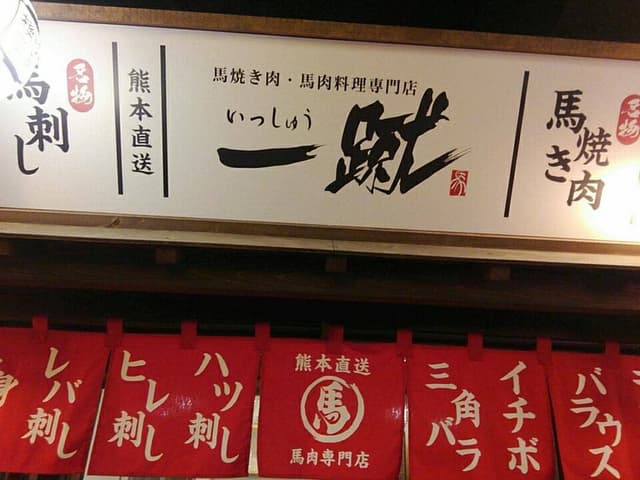 名物
馬刺し
熊本直送
馬焼き肉・馬肉料理専門店
いっしゅう
一蹴
馬焼き肉
名物
レバ刺し
ハツ刺し
ヒレ刺し
熊本直送
馬
馬肉専門店
イチボ
三角バラ
バラウス